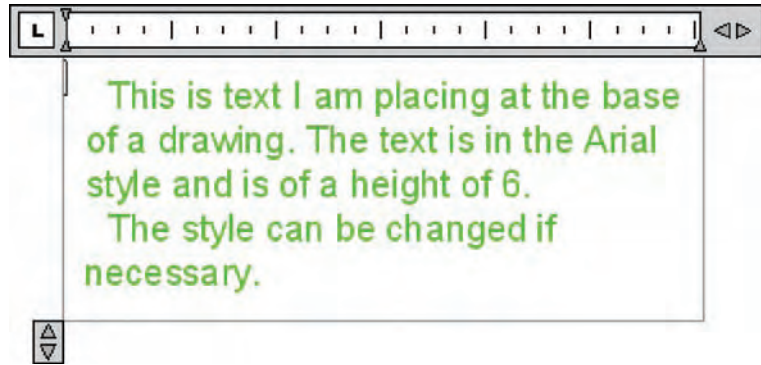 L
This is text I am placing at the base
of a drawing. The text is in the Arial
style and is of a height of 6.
The style can be changed if
necessary.